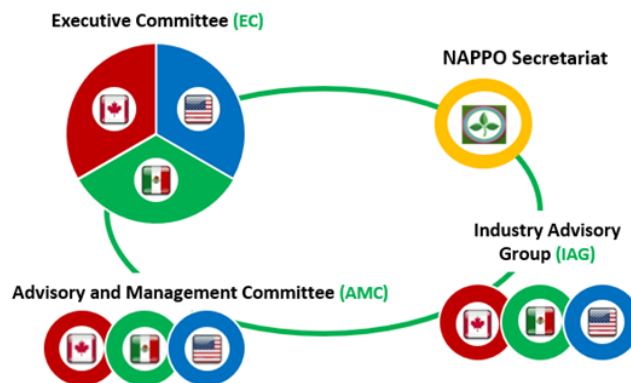 Executive Committee (EC)
NAPPO Secretariat
Industry Advisory
Group (IAG)
Advisory and Management Committee (AMC)